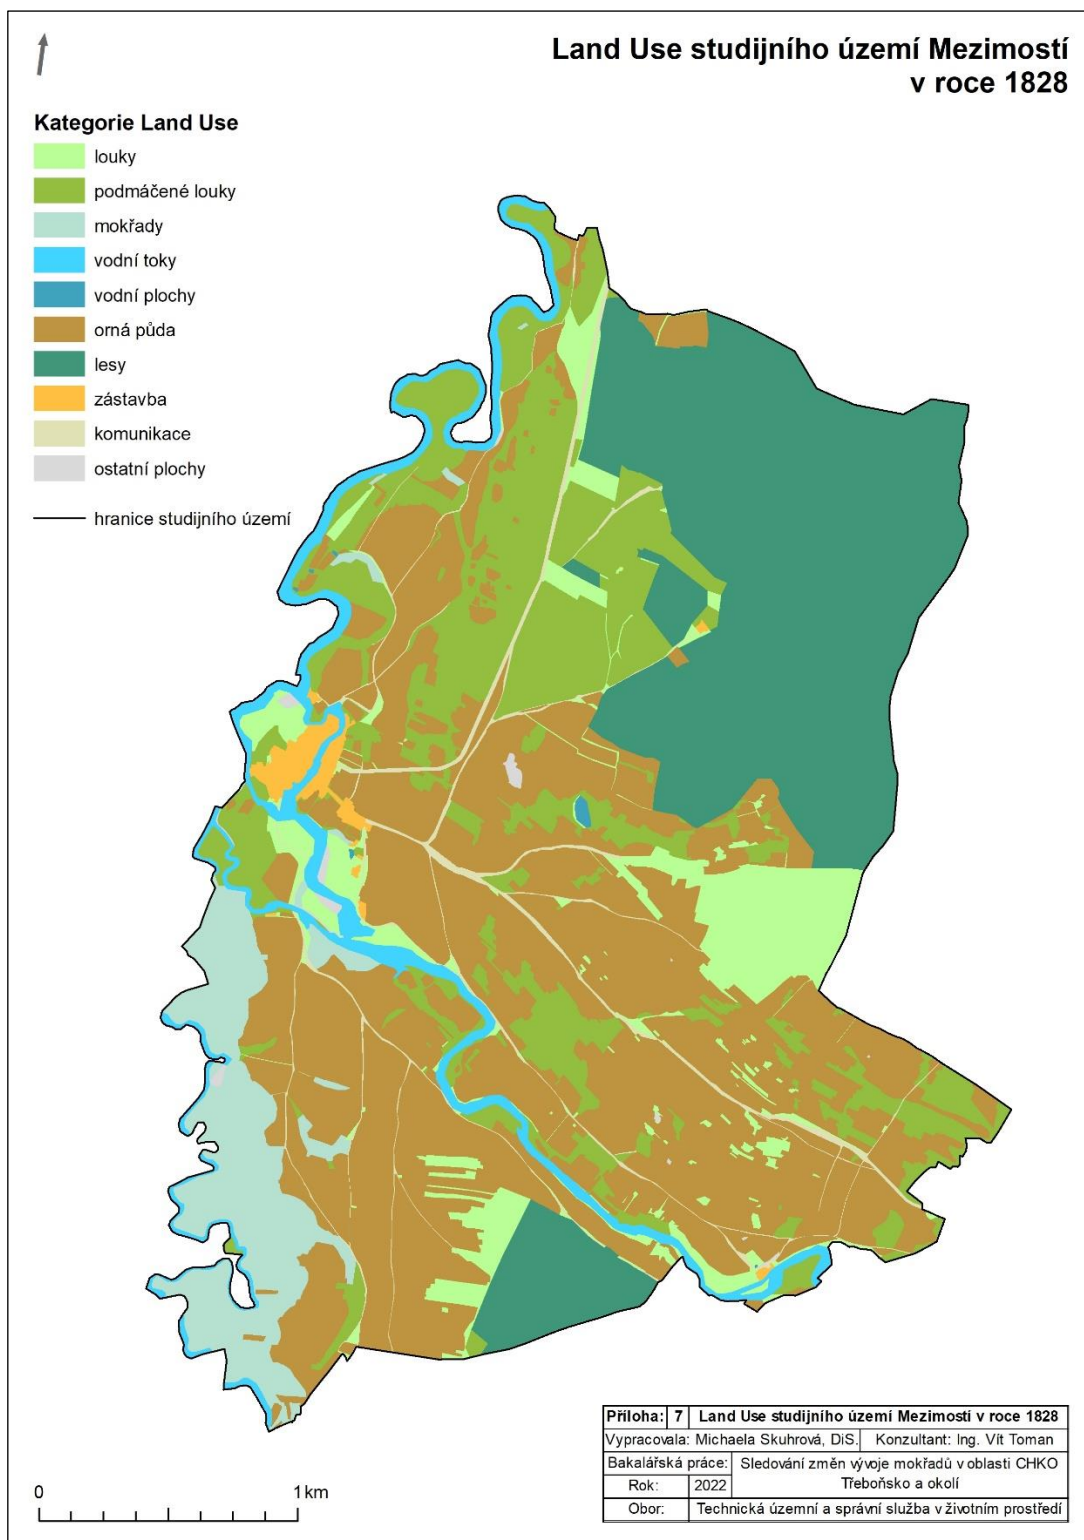 Land Use studijního území Mezimostí
v roce 1828
Kategorie Land Use
louky
podmáčené louky
mokřady
vodní toky
vodní plochy
orná půda
lesy
zástavba
komunikace
ostatní plochy
hranice studijního území
Příloha: 7 Land Use studijního území Mezimostí v roce 1828
Vypracovala: Michaela Skuhrová, DiS. Konzultant: Ing. Vít Toman
Bakalářská práce: Sledování změn vývoje mokřadů v oblasti CHKO
Třeboňsko a okolí
Rok: 2022
Obor: Technická územní a správní služba v životním prostředí
0 1 km